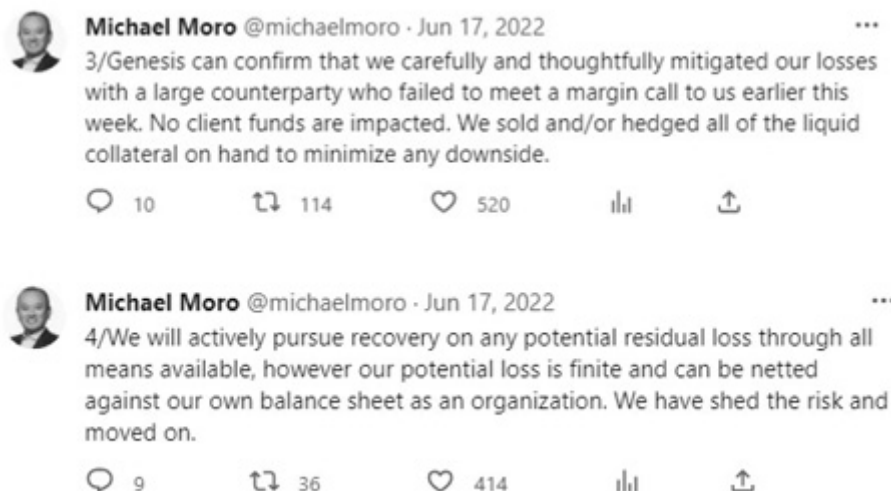 Michael Moro @michaelmoro · Jun 17, 2022
3/Genesis can confirm that we carefully and thoughtfully mitigated our losses
with a large counterparty who failed to meet a margin call to us earlier this
week. No client funds are impacted. We sold and/or hedged all of the liquid
collateral on hand to minimize any downside.
10 114 520
Michael Moro @michaelmoro · Jun 17, 2022
4/We will actively pursue recovery on any potential residual loss through all
means available, however our potential loss is finite and can be netted
against our own balance sheet as an organization. We have shed the risk and
moved on.
9 36 414